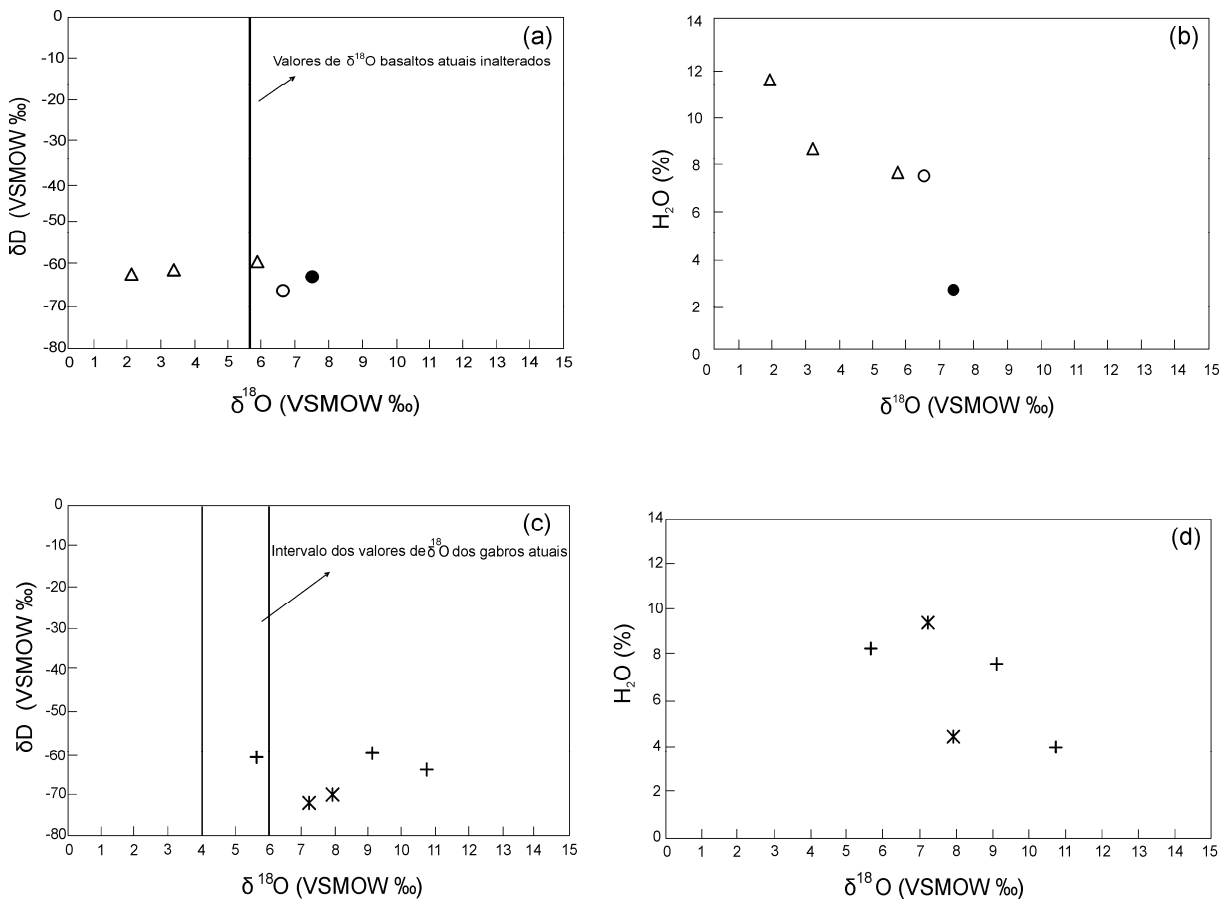 (a)
Valores de δ¹⁸O basaltos atuais inalterados
0
-10
-20
-30
-40
-50
-60
-70
-80
δD (VSMOW ‰)
0 1 2 3 4 5 6 7 8 9 10 11 12 13 14 15
δ¹⁸O (VSMOW ‰)
(b)
14
12
10
8
6
4
2
0
H₂O (%)
0 1 2 3 4 5 6 7 8 9 10 11 12 13 14 15
δ¹⁸O (VSMOW ‰)
(c)
Intervalo dos valores de δ¹⁸O dos gabros atuais
0
-10
-20
-30
-40
-50
-60
-70
-80
δD (VSMOW ‰)
0 1 2 3 4 5 6 7 8 9 10 11 12 13 14 15
δ¹⁸O (VSMOW ‰)
(d)
14
12
10
8
6
4
2
0
H₂O (%)
0 1 2 3 4 5 6 7 8 9 10 11 12 13 14 15
δ¹⁸O (VSMOW ‰)